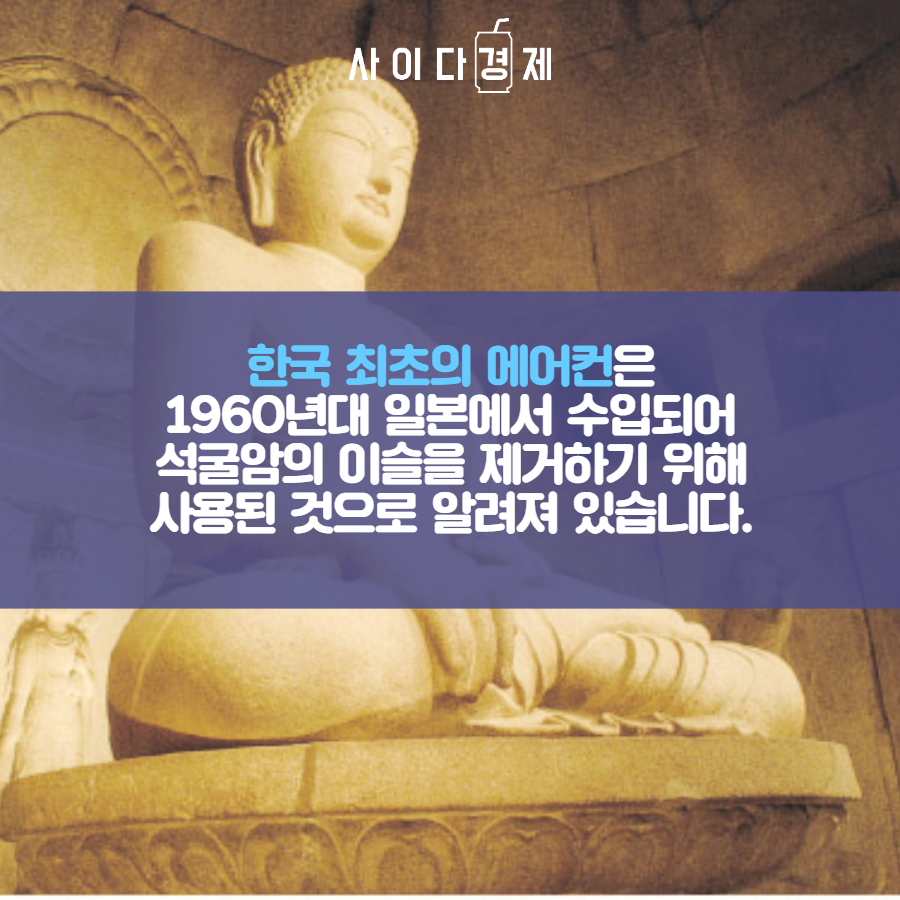 사이다경제
한국 최초의 에어컨은
1960년대 일본에서 수입되어
석굴암의 이슬을 제거하기 위해
사용된 것으로 알려져 있습니다.